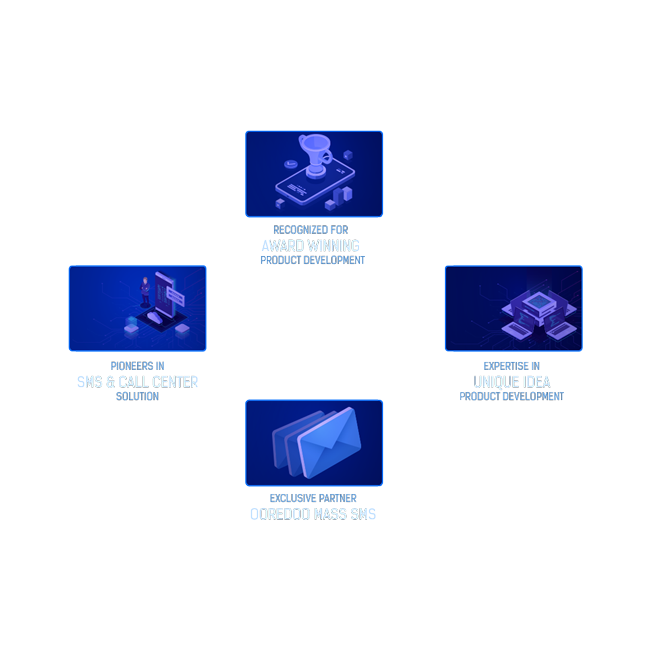 RECOGNIZED FOR
AWARD WINNING
PRODUCT DEVELOPMENT
PIONEERS IN
SMS & CALL CENTER
SOLUTION
EXPERTISE IN
UNIQUE IDEA
PRODUCT DEVELOPMENT
EXCLUSIVE PARTNER
OOREDOO MASS SMS